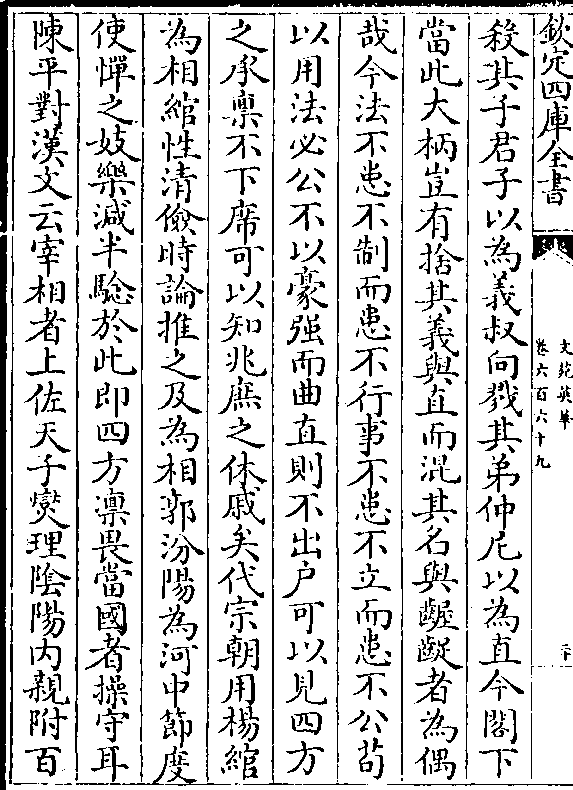 欽定四庫全書
文苑英華
卷六百六十九
二十
殺其子君子以為義叔向戮其弟仲尼以為直今閣下
當此大柄豈有捨其義與直而混其名與齷齪者為偶
哉今法不患不制而患不行事不患不立而患不公苟
以用法必公不以豪强而曲直則不出户可以見四方
之承稟不下席可以知兆庶之休戚矣代宗朝用楊綰
為相綰性清儉時論推之及為相郭汾陽為河中節度
使憚之妓樂減半騐於此即四方凛畏當國者操守耳
陳平對漢文云宰相者上佐天子爕理隂陽内親附百